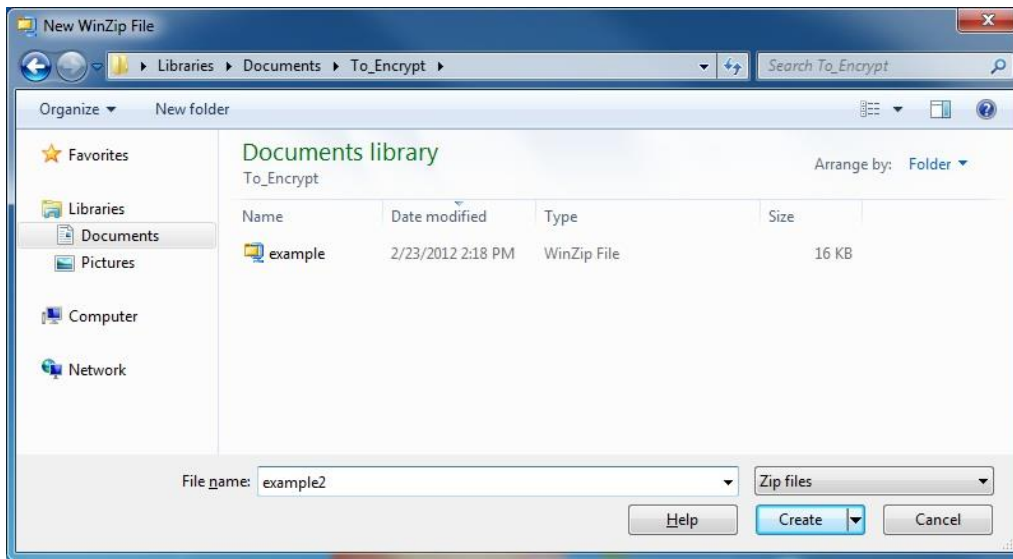 New WinZip File
Libraries Documents To_Encrypt Search To_Encrypt
Organize New folder
Favorites
Libraries
Documents
Pictures
Computer
Network
Documents library
To_Encrypt
Arrange by: Folder
Name Date modified Type Size
example 2/23/2012 2:18 PM WinZip File 16 KB
File name: example2 Zip files
Help Create Cancel